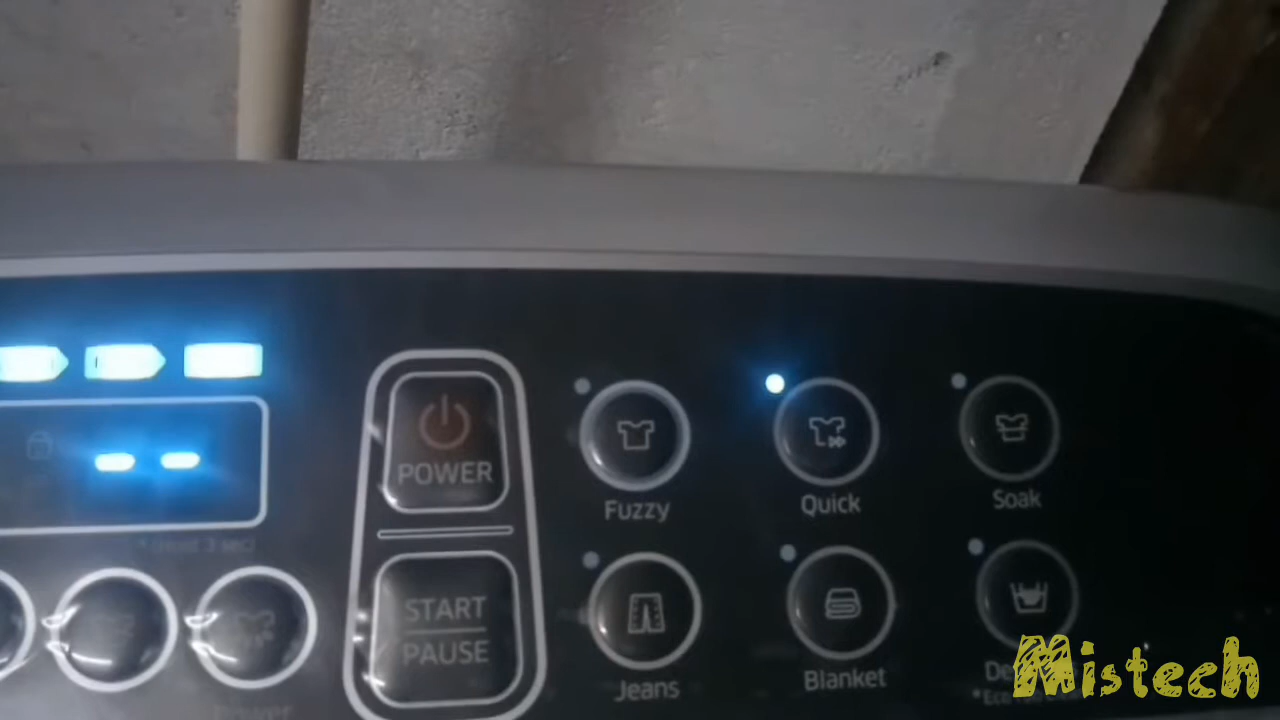 POWER
START
PAUSE
Fuzzy
Quick
Soak
Jeans
Blanket
Mistech